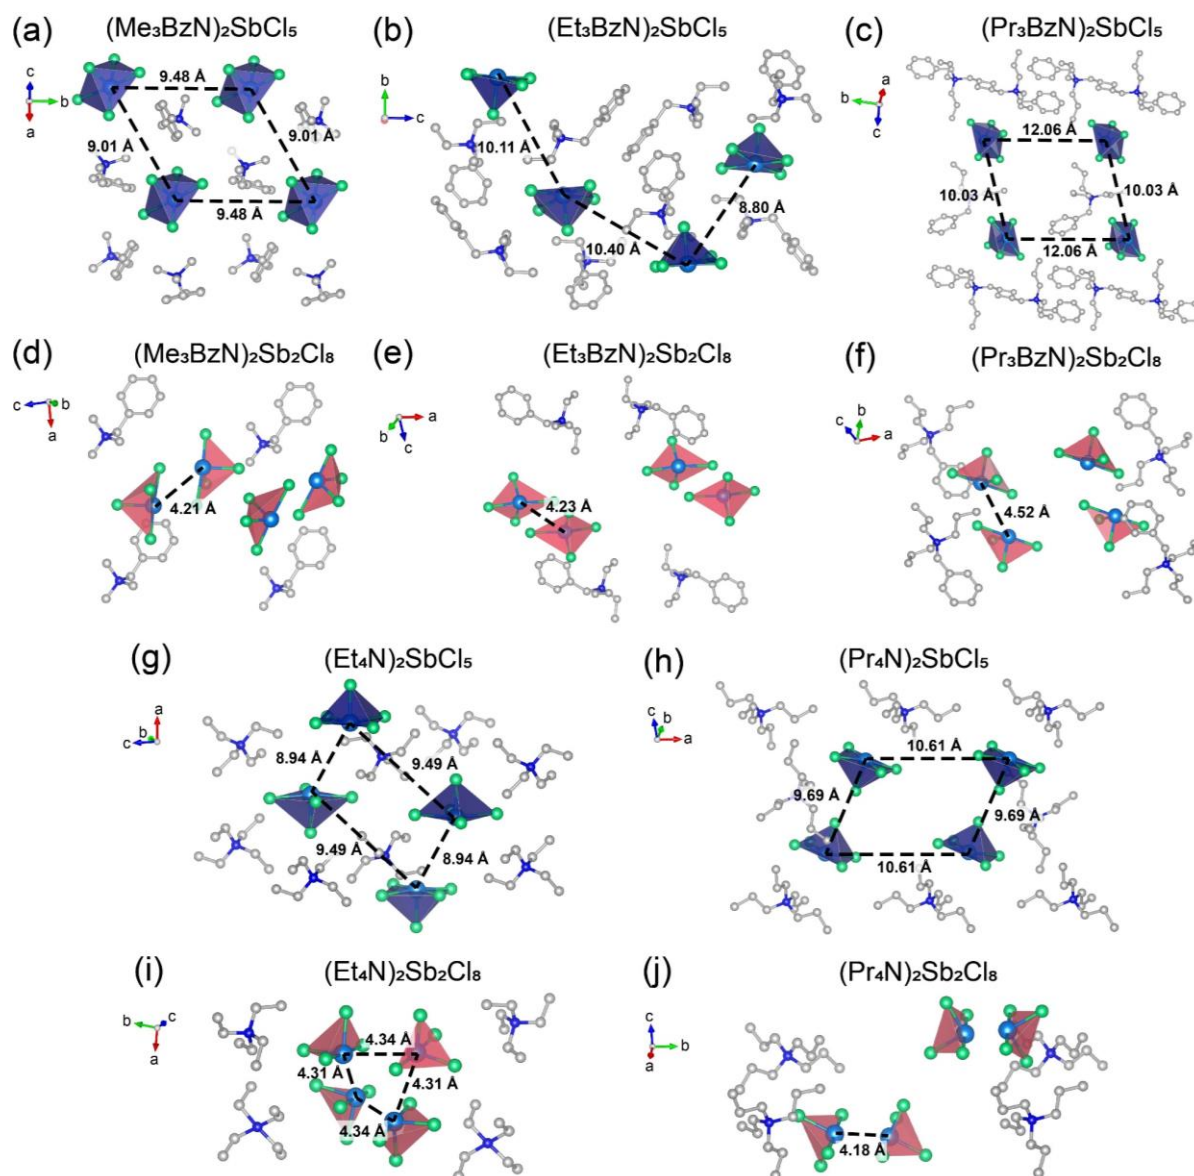 (a) (Me₃BzN)₂SbCl₅
(b) (Et₃BzN)₂SbCl₅
(c) (Pr₃BzN)₂SbCl₅
c
b
a
9.48 Å
9.01 Å
9.01 Å
9.48 Å
b
c
10.11 Å
10.40 Å
8.80 Å
a
b
c
12.06 Å
10.03 Å
10.03 Å
12.06 Å
(d) (Me₃BzN)₂Sb₂Cl₈
(e) (Et₃BzN)₂Sb₂Cl₈
(f) (Pr₃BzN)₂Sb₂Cl₈
c
b
a
4.21 Å
a
b
c
4.23 Å
b
c
a
4.52 Å
(g) (Et₄N)₂SbCl₅
(h) (Pr₄N)₂SbCl₅
a
b
c
8.94 Å
9.49 Å
9.49 Å
8.94 Å
c
b
a
10.61 Å
9.69 Å
9.69 Å
10.61 Å
(i) (Et₄N)₂Sb₂Cl₈
(j) (Pr₄N)₂Sb₂Cl₈
b
c
a
4.34 Å
4.31 Å
4.31 Å
4.34 Å
c
b
a
4.18 Å